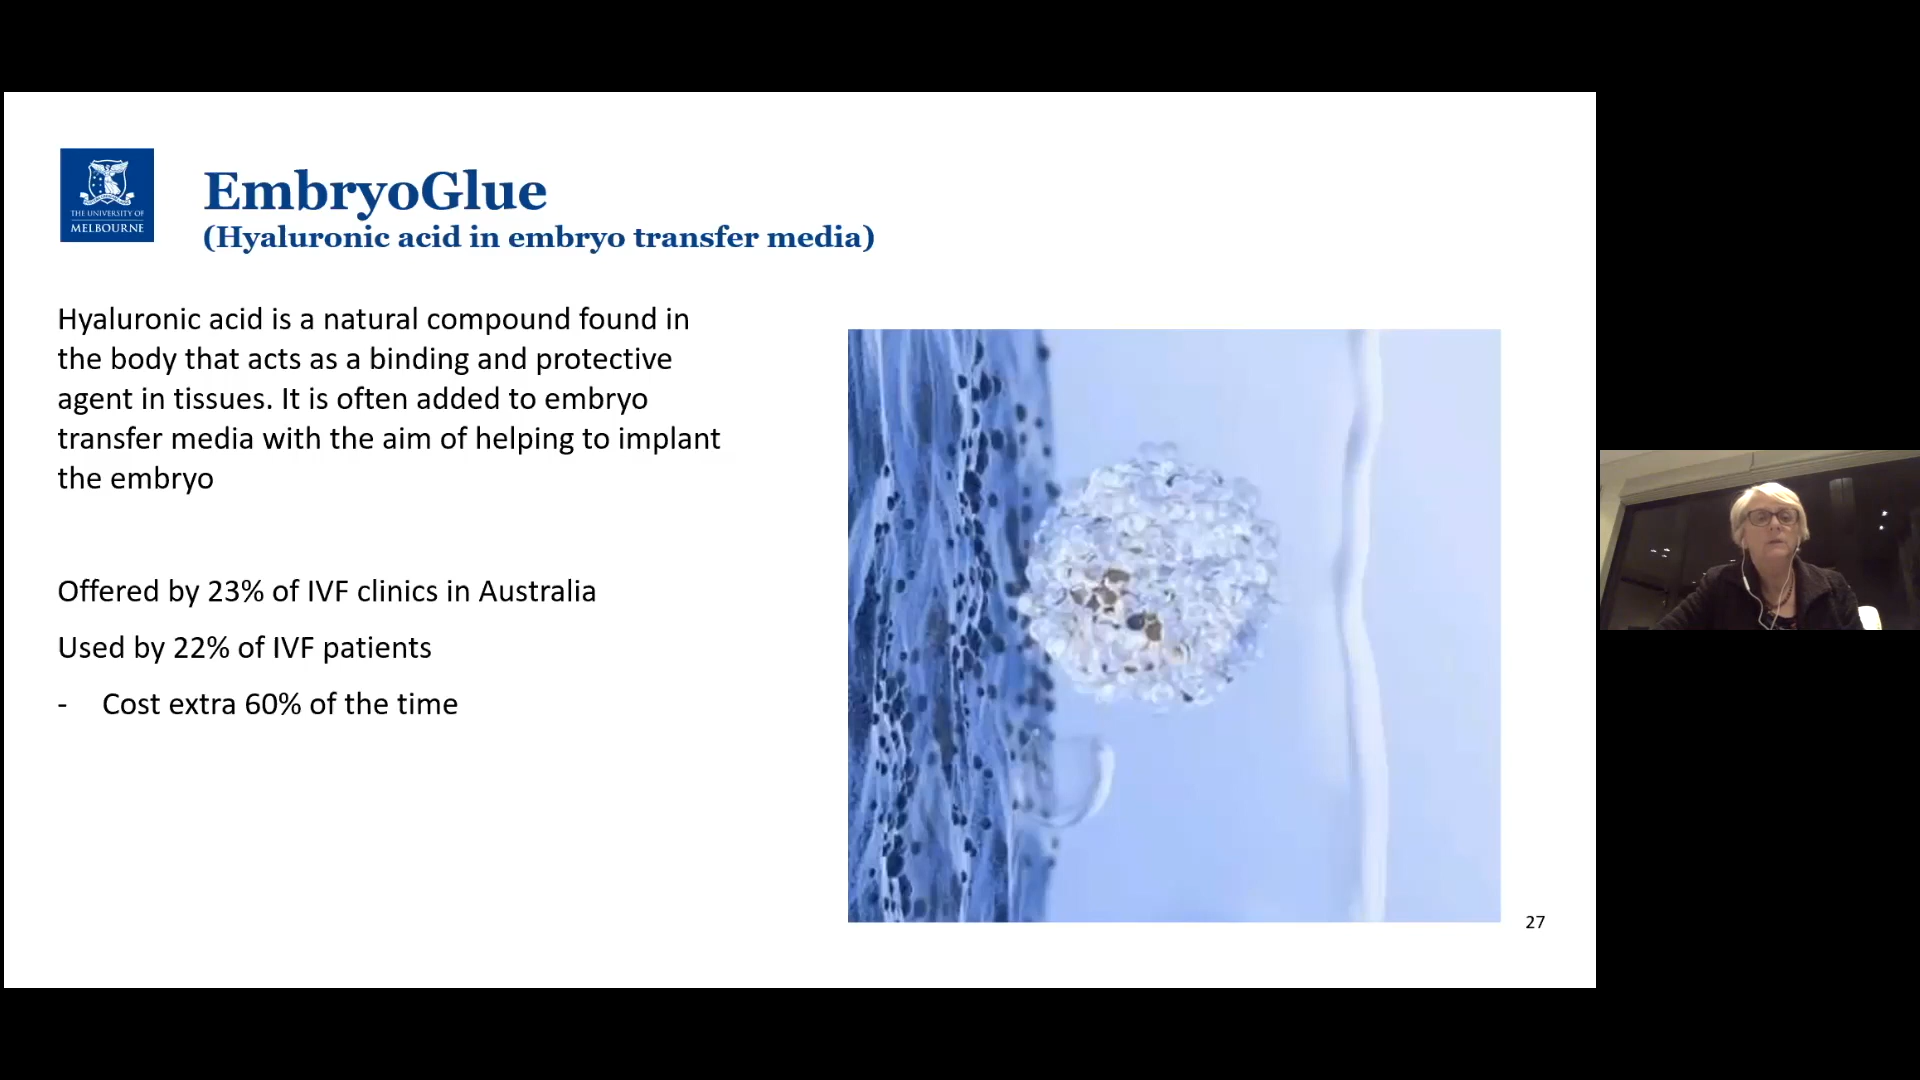 THE UNIVERSITY OF
MELBOURNE
EmbryoGlue
(Hyaluronic acid in embryo transfer media)
Hyaluronic acid is a natural compound found in
the body that acts as a binding and protective
agent in tissues. It is often added to embryo
transfer media with the aim of helping to implant
the embryo
Offered by 23% of IVF clinics in Australia
Used by 22% of IVF patients
- Cost extra 60% of the time
27